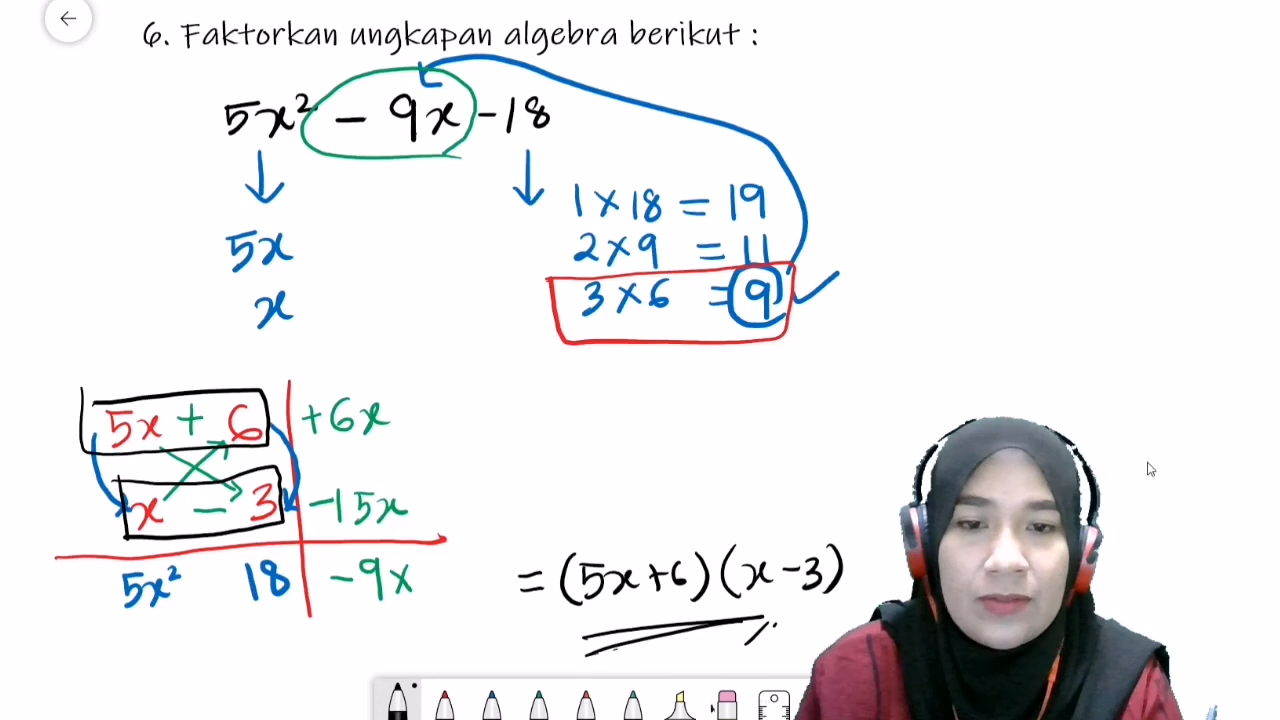 6. Faktorkan ungkapan algebra berikut :
5x² - 9x - 18
1 × 18 = 19
5x
2 × 9 = 11
x
3 × 6 = 9
5x + 6 +6x
x - 3 -15x
5x² 18 -9x
= (5x+6)(x-3)